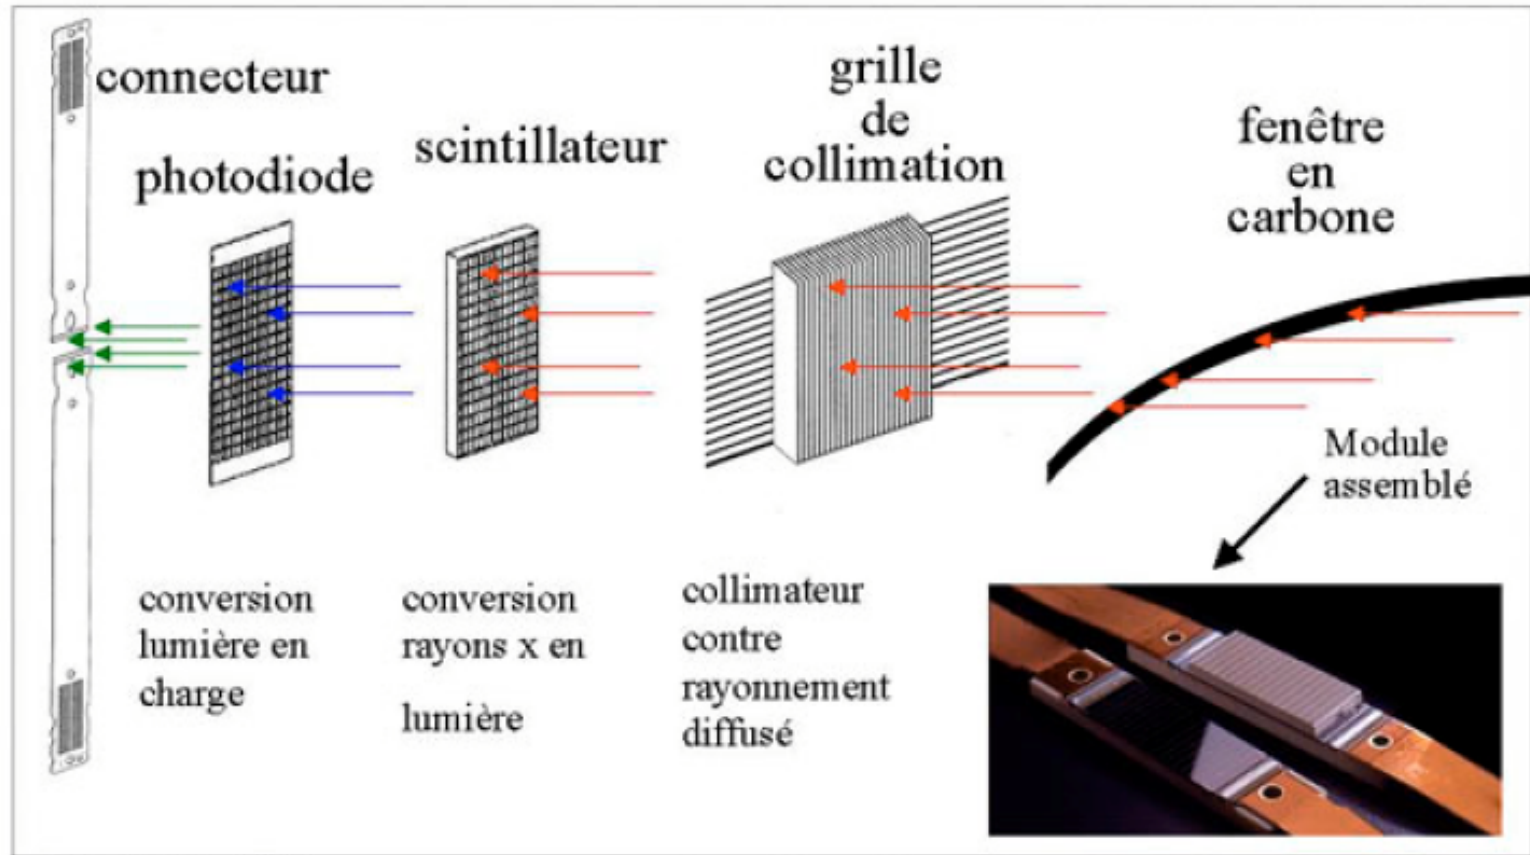 connecteur
photodiode
scintillateur
grille
de
collimation
fenêtre
en
carbone
Module
assemblé
conversion
lumière en
charge
conversion
rayons x en
lumière
collimateur
contre
rayonnement
diffusé